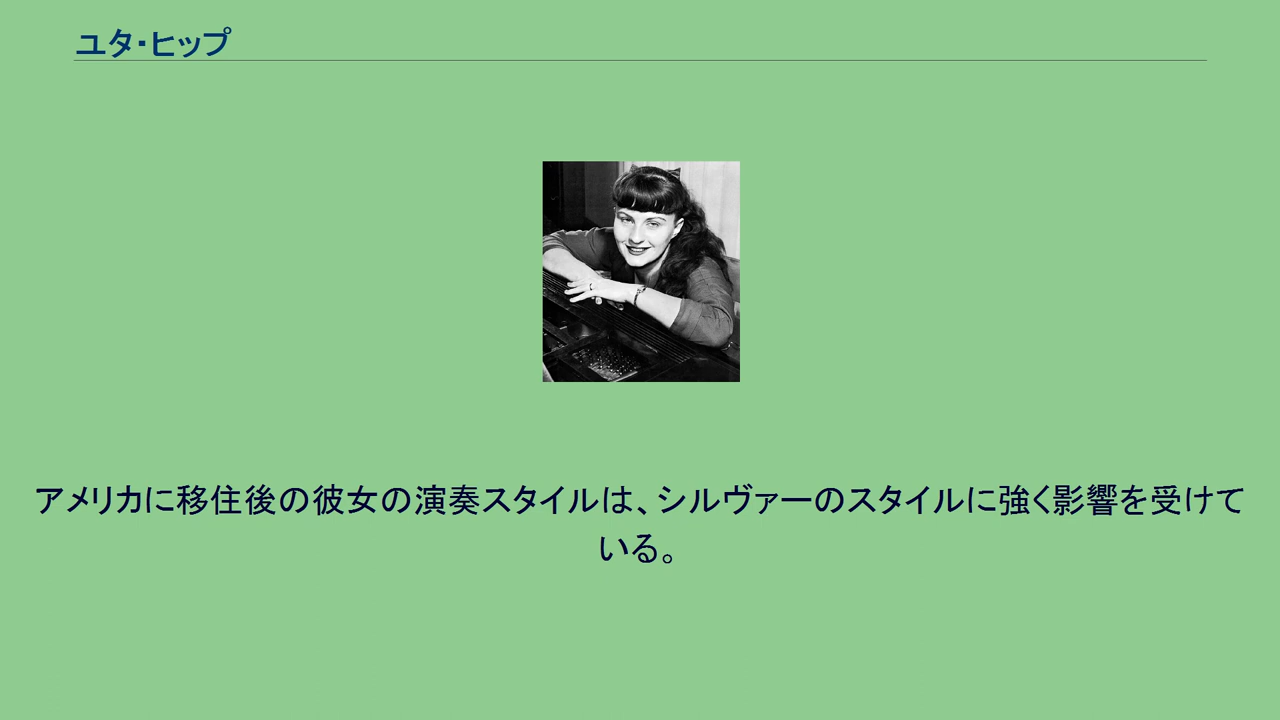 ユタ・ヒップ
アメリカに移住後の彼女の演奏スタイルは、シルヴァーのスタイルに強く影響を受けて
いる。